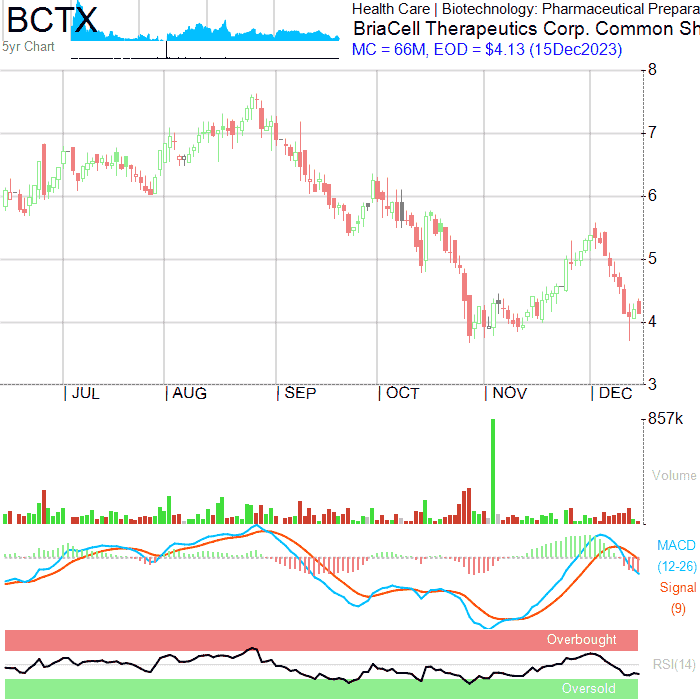 BCTX
5yr Chart
Health Care | Biotechnology: Pharmaceutical Prepara
BriaCell Therapeutics Corp. Common Sh
MC = 66M, EOD = $4.13 (15Dec2023)
8
7
6
5
4
3
JUL AUG SEP OCT NOV DEC
857k
Volume
MACD
(12-26)
Signal
(9)
Overbought
RSI(14)
Oversold